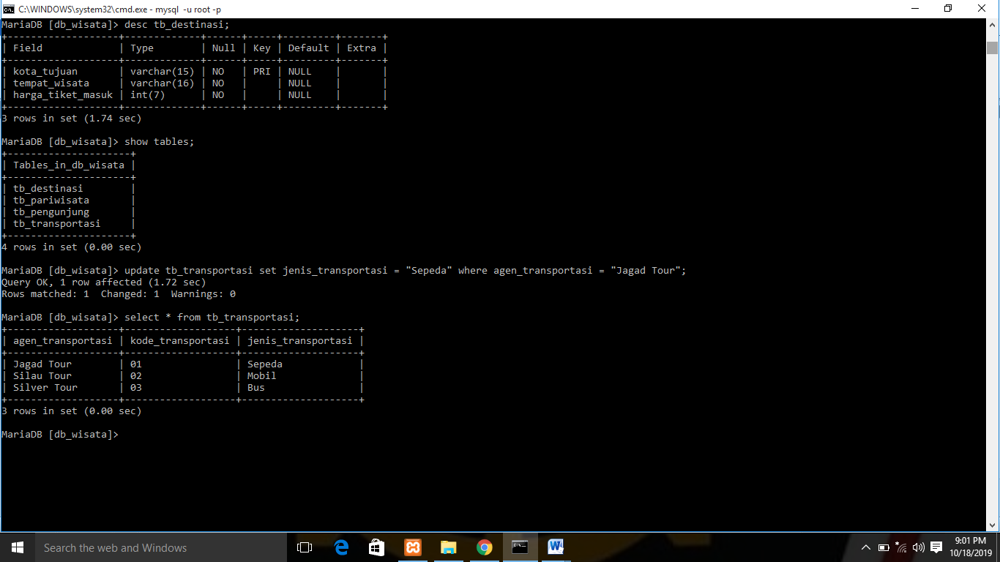 C:\WINDOWS\system32\cmd.exe - mysql  -u root -p
MariaDB [db_wisata]> desc tb_destinasi;
+-------------------+-------------+------+-----+---------+-------+
| Field             | Type        | Null | Key | Default | Extra |
+-------------------+-------------+------+-----+---------+-------+
| kota_tujuan       | varchar(15) | NO   | PRI | NULL    |       |
| tempat_wisata     | varchar(16) | NO   |     | NULL    |       |
| harga_tiket_masuk | int(7)      | NO   |     | NULL    |       |
+-------------------+-------------+------+-----+---------+-------+
3 rows in set (1.74 sec)
MariaDB [db_wisata]> show tables;
+---------------------+
| Tables_in_db_wisata |
+---------------------+
| tb_destinasi        |
| tb_pariwisata       |
| tb_pengunjung       |
| tb_transportasi     |
+---------------------+
4 rows in set (0.00 sec)
MariaDB [db_wisata]> update tb_transportasi set jenis_transportasi = "Sepeda" where agen_transportasi = "Jagad Tour";
Query OK, 1 row affected (1.72 sec)
Rows matched: 1  Changed: 1  Warnings: 0
MariaDB [db_wisata]> select * from tb_transportasi;
+-------------------+-------------------+--------------------+
| agen_transportasi | kode_transportasi | jenis_transportasi |
+-------------------+-------------------+--------------------+
| Jagad Tour        | 01                | Sepeda             |
| Silau Tour        | 02                | Mobil              |
| Silver Tour       | 03                | Bus                |
+-------------------+-------------------+--------------------+
3 rows in set (0.00 sec)
MariaDB [db_wisata]>
Search the web and Windows
9:01 PM
10/18/2019